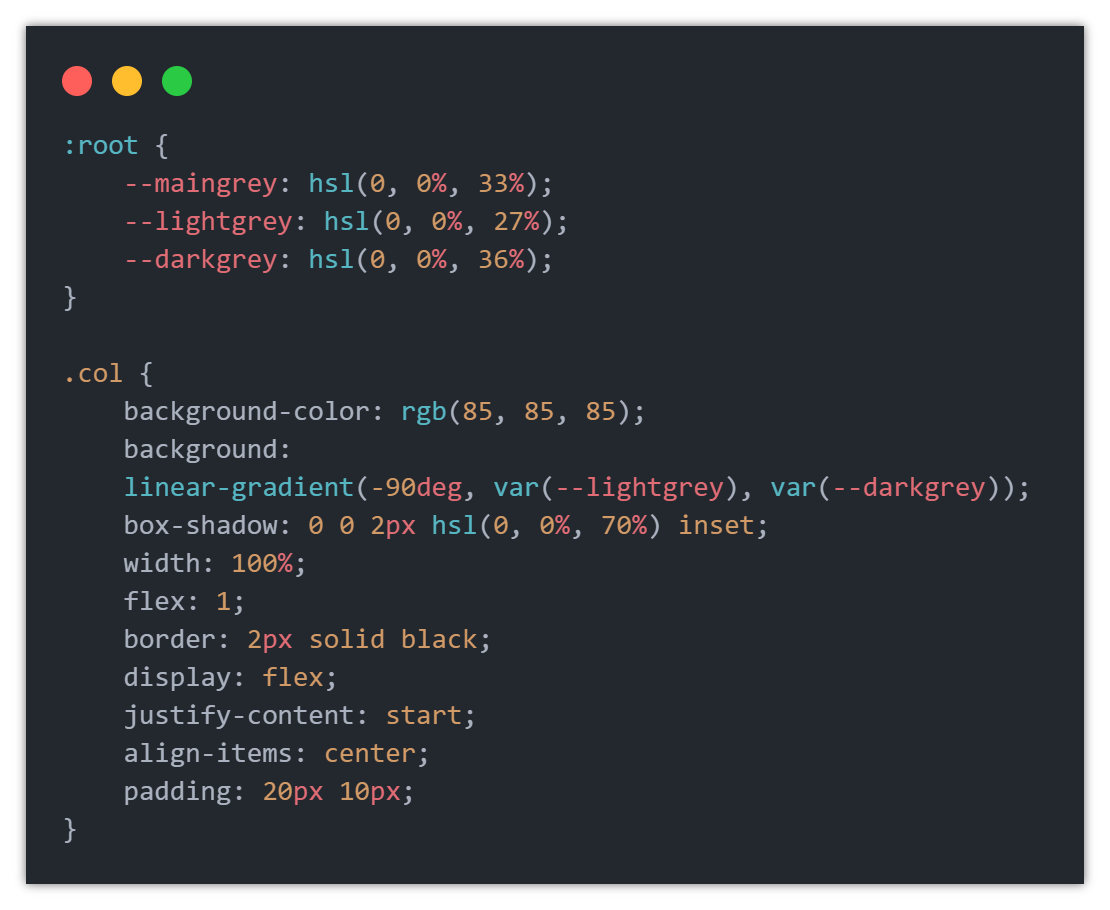 :root {
    --maingrey: hsl(0, 0%, 33%);
    --lightgrey: hsl(0, 0%, 27%);
    --darkgrey: hsl(0, 0%, 36%);
}

.col {
    background-color: rgb(85, 85, 85);
    background:
    linear-gradient(-90deg, var(--lightgrey), var(--darkgrey));
    box-shadow: 0 0 2px hsl(0, 0%, 70%) inset;
    width: 100%;
    flex: 1;
    border: 2px solid black;
    display: flex;
    justify-content: start;
    align-items: center;
    padding: 20px 10px;
}